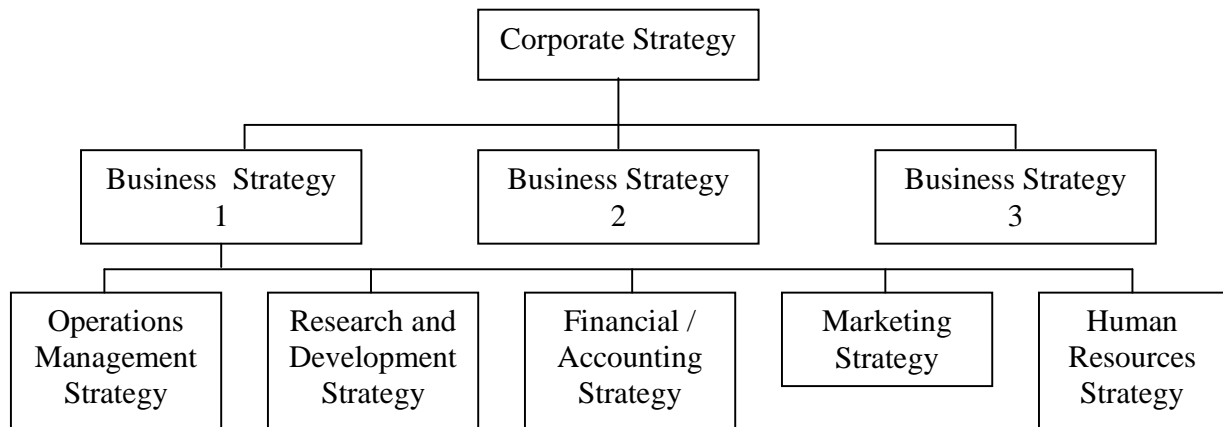 Corporate Strategy
Business Strategy
1
Business Strategy
2
Business Strategy
3
Operations
Management
Strategy
Research and
Development
Strategy
Financial /
Accounting
Strategy
Marketing
Strategy
Human
Resources
Strategy